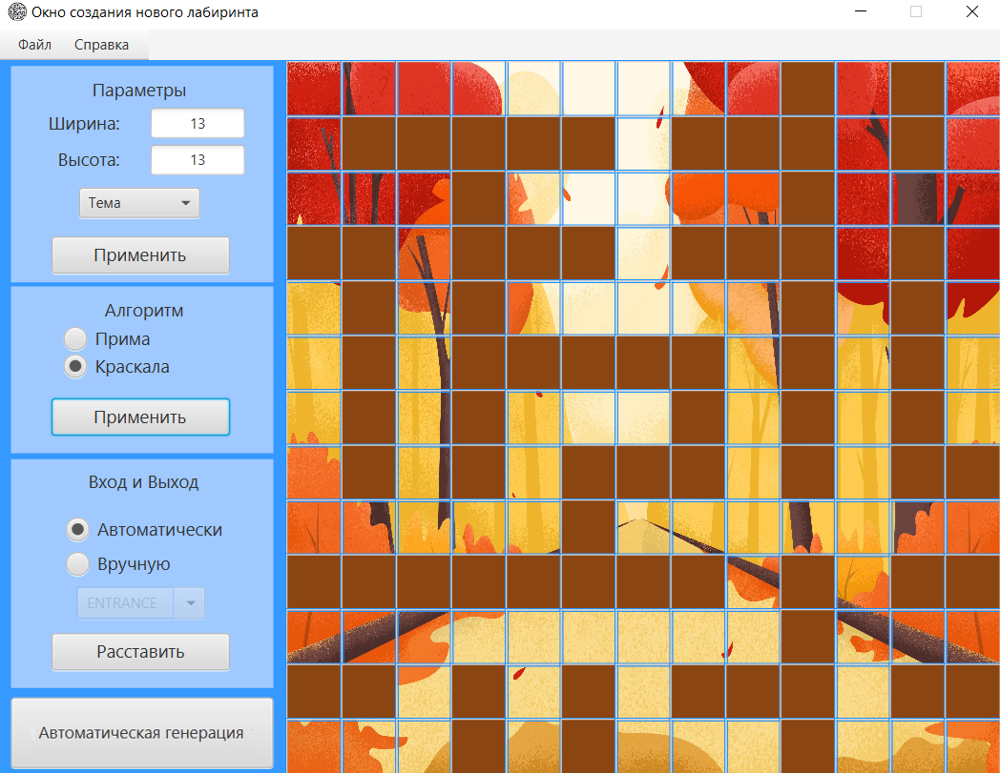 Окно создания нового лабиринта
Файл Справка
Параметры
Ширина: 13
Высота: 13
Тема
Применить
Алгоритм
Прима
Краскала
Применить
Вход и Выход
Автоматически
Вручную
ENTRANCE
Расставить
Автоматическая генерация